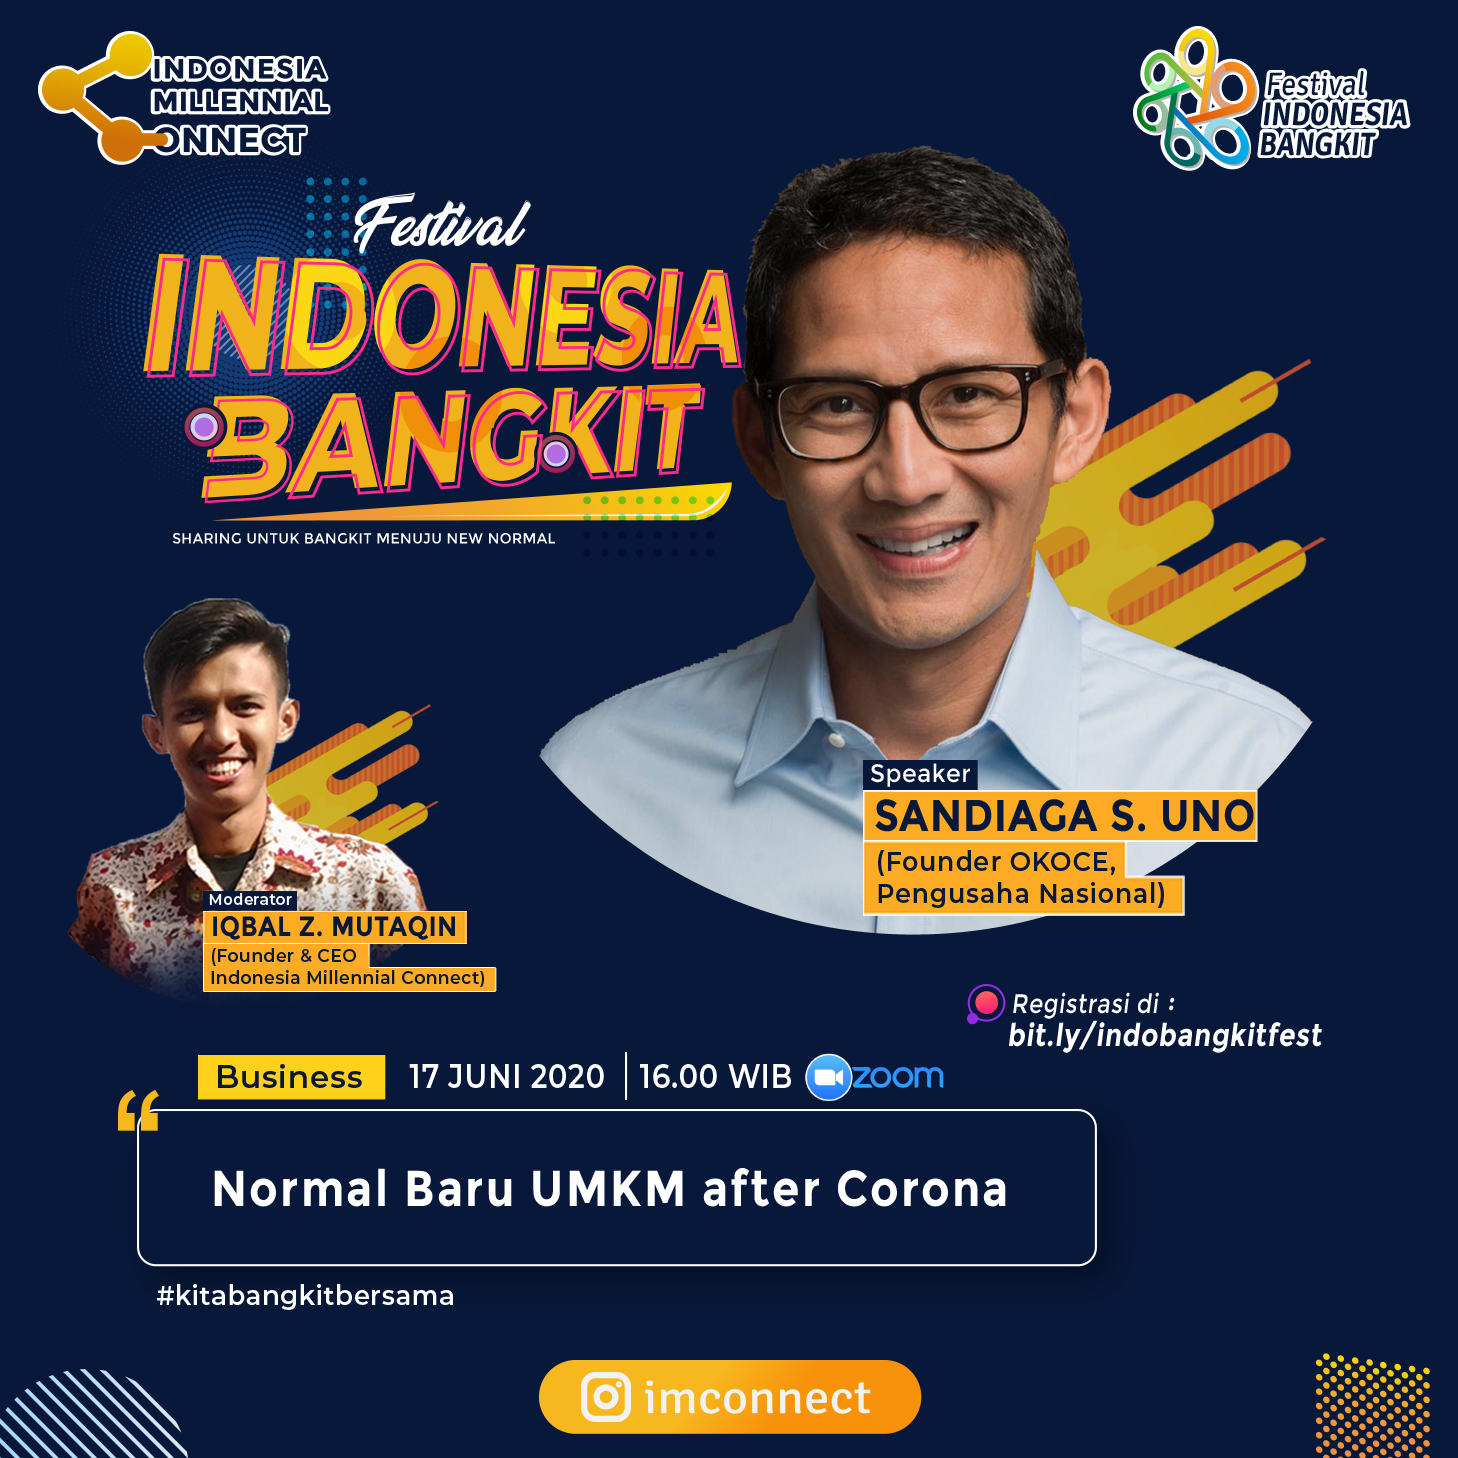 INDONESIA
MILLENNIAL
CONNECT
Festival
INDONESIA
BANGKIT
Festival
INDONESIA
BANGKIT
SHARING UNTUK BANGKIT MENUJU NEW NORMAL
Speaker
SANDIAGA S. UNO
(Founder OKOCE,
Pengusaha Nasional)
Moderator
IQBAL Z. MUTAQIN
(Founder & CEO
Indonesia Millennial Connect)
Registrasi di :
bit.ly/indobangkitfest
Business 17 JUNI 2020 | 16.00 WIB zoom
“
Normal Baru UMKM after Corona
#kitabangkitbersama
imconnect